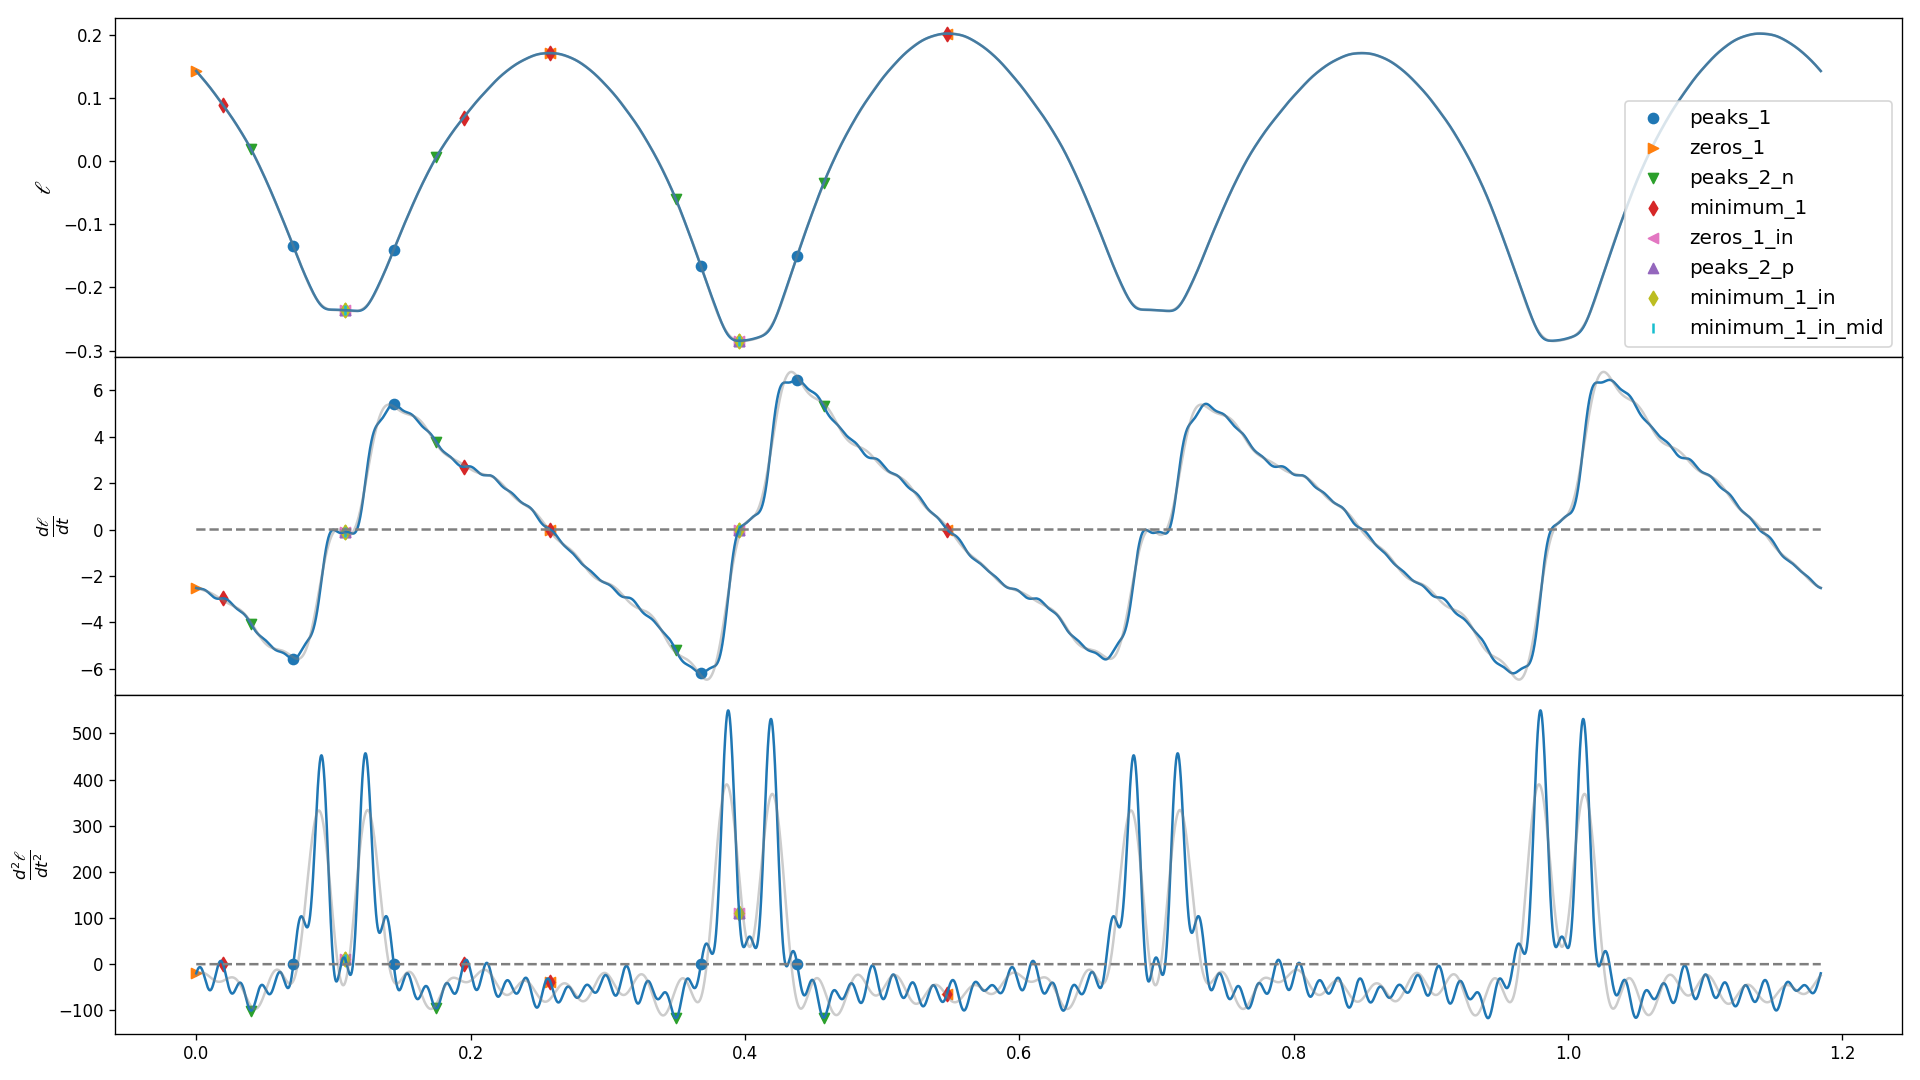 0.2
0.1
0.0
−0.1
−0.2
−0.3
ℓ
peaks_1
zeros_1
peaks_2_n
minimum_1
zeros_1_in
peaks_2_p
minimum_1_in
minimum_1_in_mid
6
4
2
0
−2
−4
−6
dℓ
dt
500
400
300
200
100
0
−100
d²ℓ
dt²
0.0 0.2 0.4 0.6 0.8 1.0 1.2